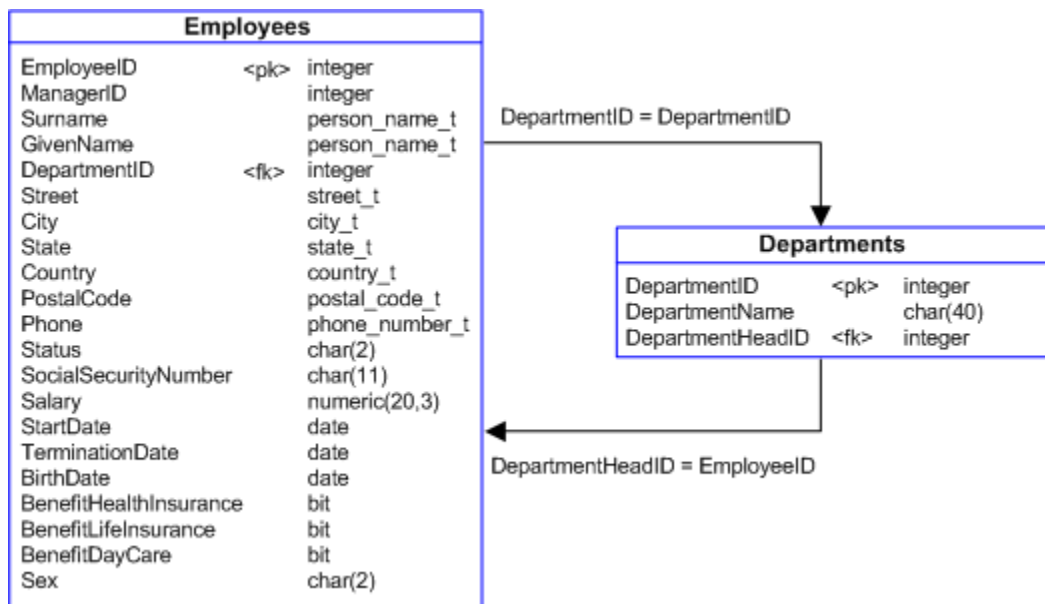 Employees
EmployeeID <pk> integer
ManagerID integer
Surname person_name_t
GivenName person_name_t
DepartmentID <fk> integer
Street street_t
City city_t
State state_t
Country country_t
PostalCode postal_code_t
Phone phone_number_t
Status char(2)
SocialSecurityNumber char(11)
Salary numeric(20,3)
StartDate date
TerminationDate date
BirthDate date
BenefitHealthInsurance bit
BenefitLifeInsurance bit
BenefitDayCare bit
Sex char(2)
DepartmentID = DepartmentID
Departments
DepartmentID <pk> integer
DepartmentName char(40)
DepartmentHeadID <fk> integer
DepartmentHeadID = EmployeeID